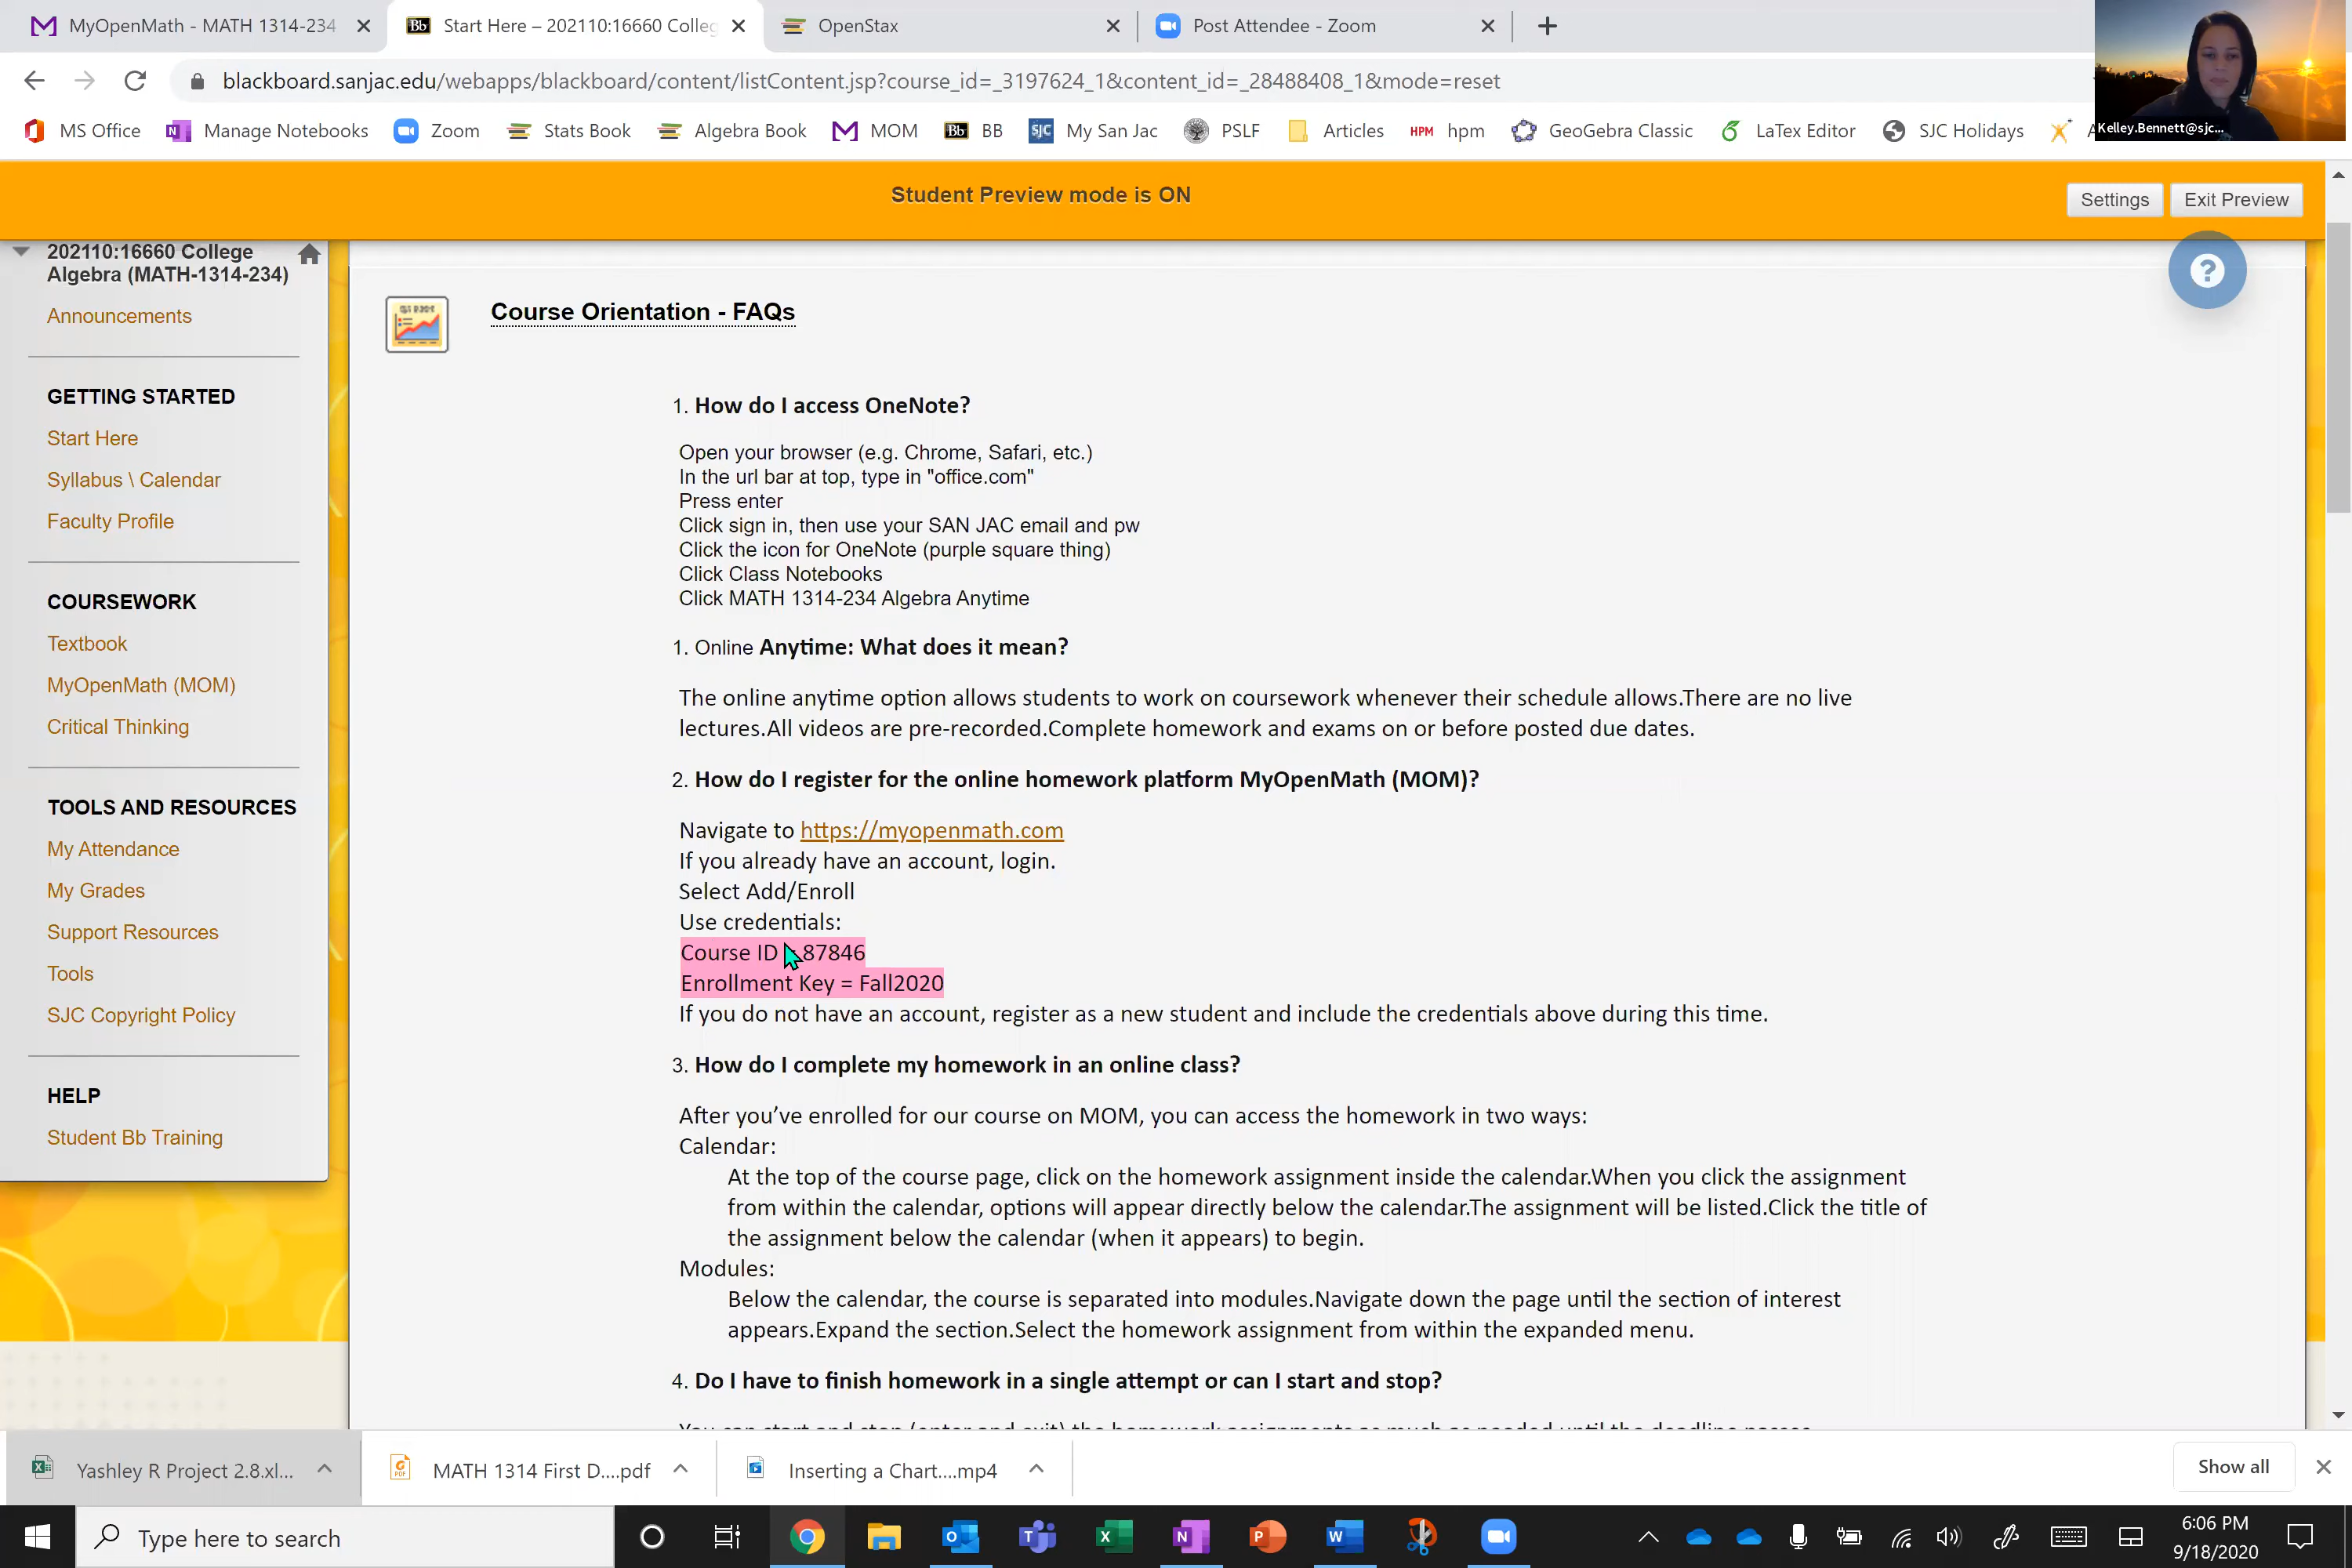 MyOpenMath - MATH 1314-234
Start Here – 202110:16660 Colleg
OpenStax
Post Attendee - Zoom
blackboard.sanjac.edu/webapps/blackboard/content/listContent.jsp?course_id=_3197624_1&content_id=_28488408_1&mode=reset
MS Office
Manage Notebooks
Zoom
Stats Book
Algebra Book
MOM
BB
My San Jac
PSLF
Articles
HPM hpm
GeoGebra Classic
LaTex Editor
SJC Holidays
Kelley.Bennett@sjc...
Student Preview mode is ON
Settings
Exit Preview
202110:16660 College
Algebra (MATH-1314-234)
Announcements
GETTING STARTED
Start Here
Syllabus \ Calendar
Faculty Profile
COURSEWORK
Textbook
MyOpenMath (MOM)
Critical Thinking
TOOLS AND RESOURCES
My Attendance
My Grades
Support Resources
Tools
SJC Copyright Policy
HELP
Student Bb Training
Course Orientation - FAQs
1. How do I access OneNote?
Open your browser (e.g. Chrome, Safari, etc.)
In the url bar at top, type in "office.com"
Press enter
Click sign in, then use your SAN JAC email and pw
Click the icon for OneNote (purple square thing)
Click Class Notebooks
Click MATH 1314-234 Algebra Anytime
1. Online Anytime: What does it mean?
The online anytime option allows students to work on coursework whenever their schedule allows.There are no live
lectures.All videos are pre-recorded.Complete homework and exams on or before posted due dates.
2. How do I register for the online homework platform MyOpenMath (MOM)?
Navigate to https://myopenmath.com
If you already have an account, login.
Select Add/Enroll
Use credentials:
Course ID 87846
Enrollment Key = Fall2020
If you do not have an account, register as a new student and include the credentials above during this time.
3. How do I complete my homework in an online class?
After you've enrolled for our course on MOM, you can access the homework in two ways:
Calendar:
At the top of the course page, click on the homework assignment inside the calendar.When you click the assignment
from within the calendar, options will appear directly below the calendar.The assignment will be listed.Click the title of
the assignment below the calendar (when it appears) to begin.
Modules:
Below the calendar, the course is separated into modules.Navigate down the page until the section of interest
appears.Expand the section.Select the homework assignment from within the expanded menu.
4. Do I have to finish homework in a single attempt or can I start and stop?
You can start and stop (enter and exit) the homework assignments as much as needed until the deadline passes.
Yashley R Project 2.8.xl...
MATH 1314 First D....pdf
Inserting a Chart....mp4
Show all
Type here to search
6:06 PM
9/18/2020